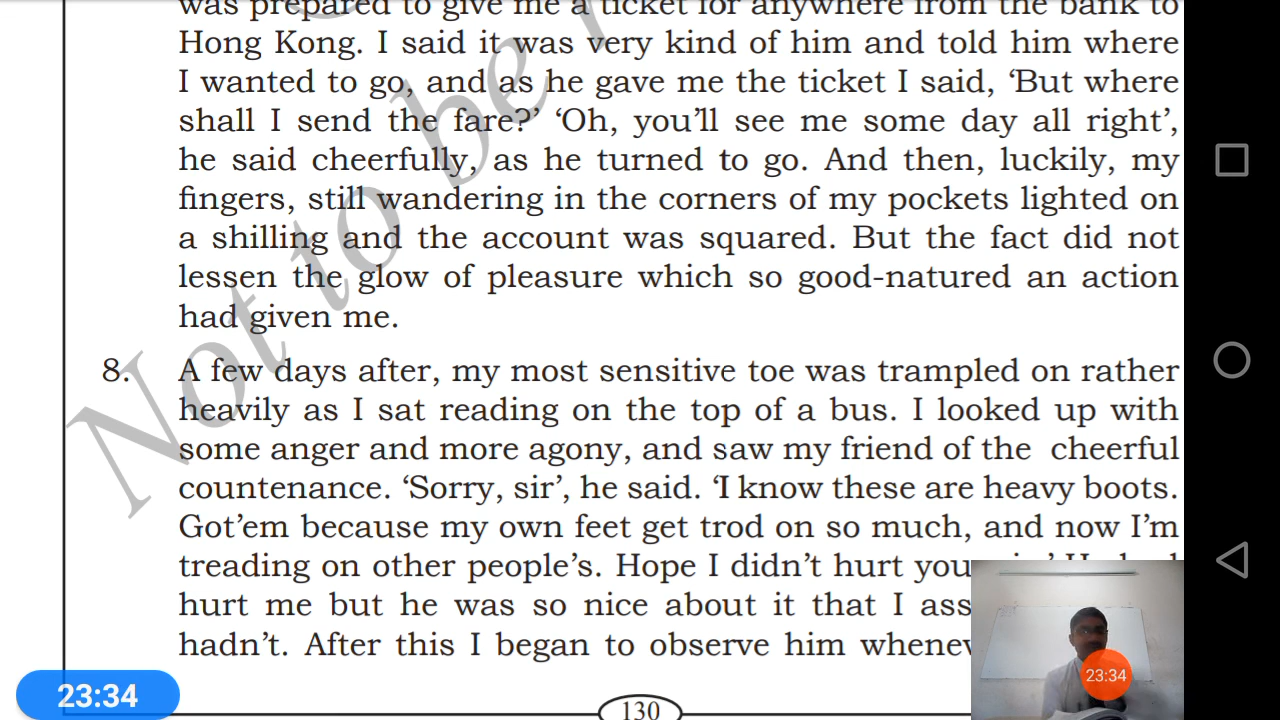 was prepared to give me a ticket for anywhere from the bank to
Hong Kong. I said it was very kind of him and told him where
I wanted to go, and as he gave me the ticket I said, ‘But where
shall I send the fare?’ ‘Oh, you’ll see me some day all right’,
he said cheerfully, as he turned to go. And then, luckily, my
fingers, still wandering in the corners of my pockets lighted on
a shilling and the account was squared. But the fact did not
lessen the glow of pleasure which so good-natured an action
had given me.
8. A few days after, my most sensitive toe was trampled on rather
heavily as I sat reading on the top of a bus. I looked up with
some anger and more agony, and saw my friend of the cheerful
countenance. ‘Sorry, sir’, he said. ‘I know these are heavy boots.
Got’em because my own feet get trod on so much, and now I’m
treading on other people’s. Hope I didn’t hurt you
hurt me but he was so nice about it that I
hadn’t. After this I began to observe him
130
Not to be
23:34
23:34